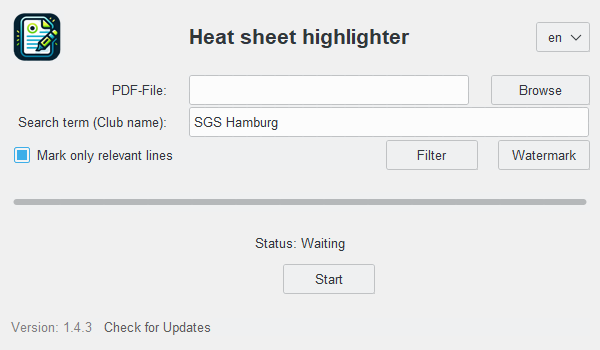 Heat sheet highlighter
en
PDF-File:
Browse
Search term (Club name):
SGS Hamburg
Mark only relevant lines
Filter
Watermark
Status: Waiting
Start
Version: 1.4.3
Check for Updates